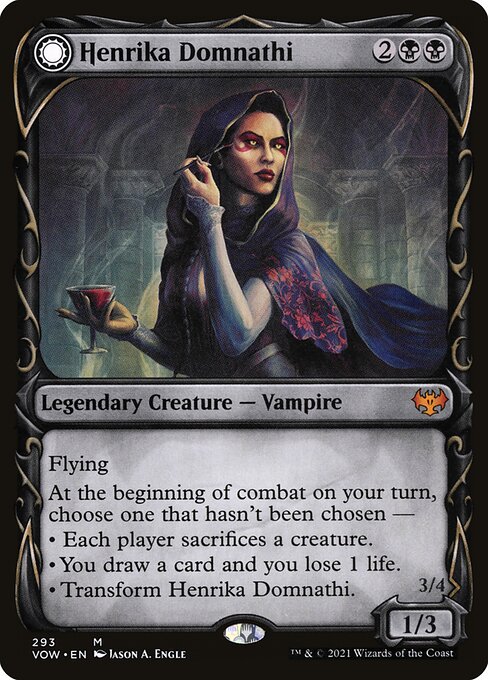 Henrika Domnathi 2
Legendary Creature — Vampire
Flying
At the beginning of combat on your turn,
choose one that hasn't been chosen —
• Each player sacrifices a creature.
• You draw a card and you lose 1 life.
• Transform Henrika Domnathi.
3/4
1/3
293 M
VOW • EN Jason A. Engle
™ & © 2021 Wizards of the Coast